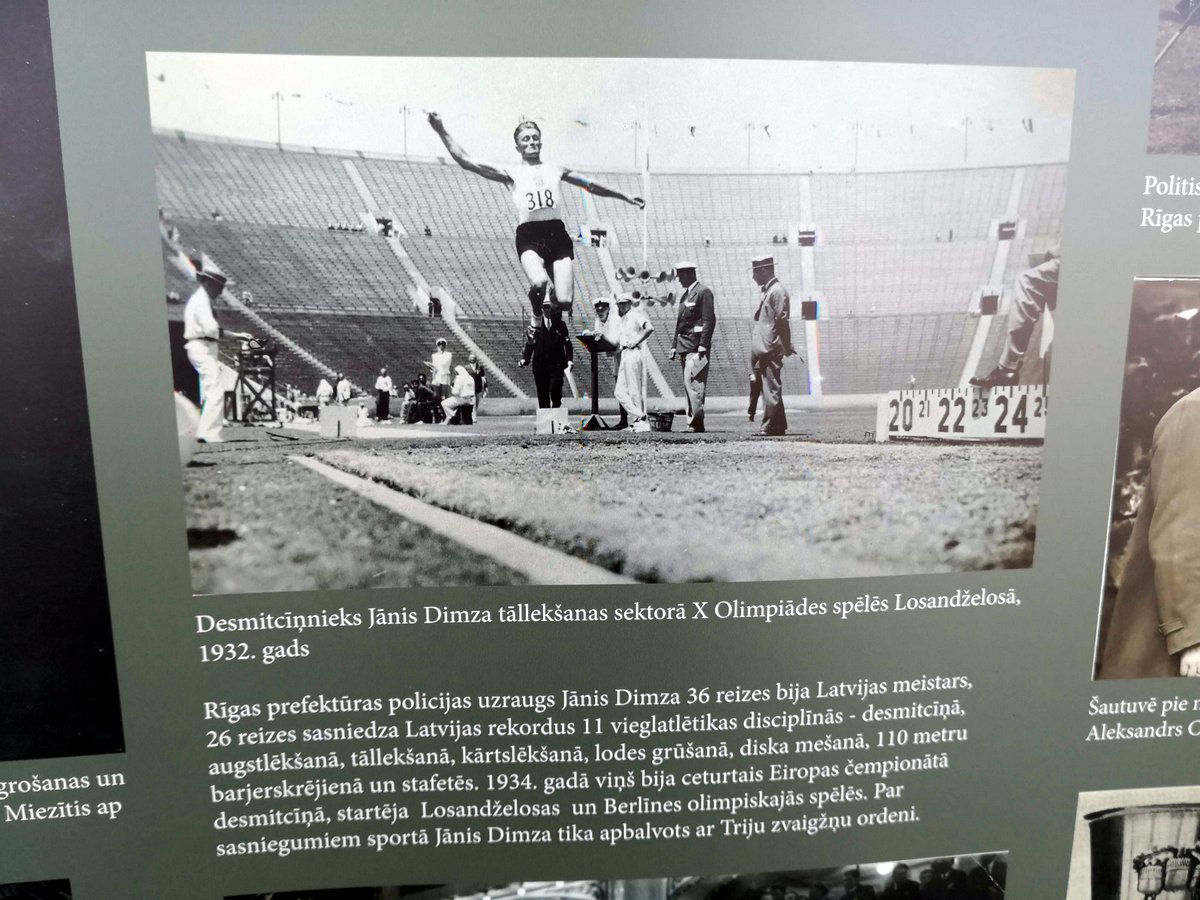 318
20 21 22 23 24 25
1
Desmitcīņnieks Jānis Dimza tāllekšanas sektorā X Olimpiādes spēlēs Losandželosā,
1932. gads
Rīgas prefektūras policijas uzraugs Jānis Dimza 36 reizes bija Latvijas meistars,
26 reizes sasniedza Latvijas rekordus 11 vieglatlētikas disciplīnās - desmitcīņā,
augstlēkšanā, tāllekšanā, kārtslēkšanā, lodes grūšanā, diska mešanā, 110 metru
barjerskrējienā un stafetēs. 1934. gadā viņš bija ceturtais Eiropas čempionātā
desmitcīņā, startēja Losandželosas un Berlīnes olimpiskajās spēlēs. Par
sasniegumiem sportā Jānis Dimza tika apbalvots ar Triju zvaigžņu ordeni.
grošanas un
Miezītis ap
Politis
Rīgas
Šautuvē pie
Aleksandrs